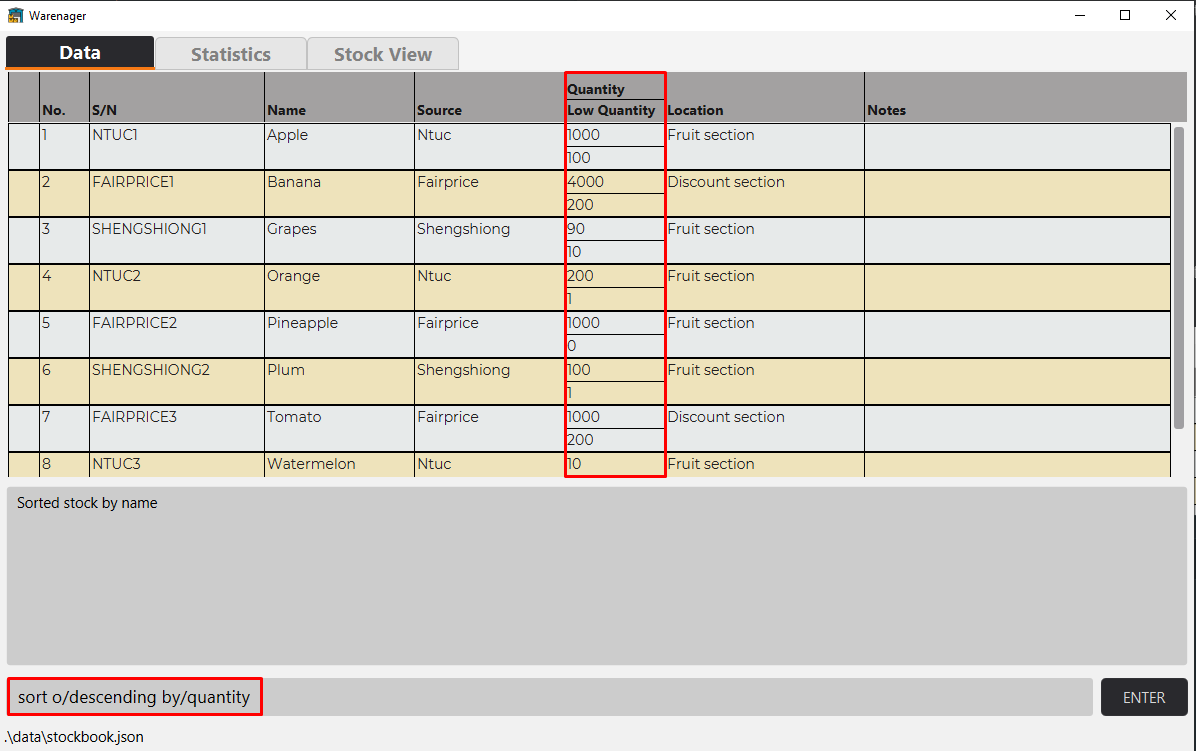 Warenager
Data Statistics Stock View
Quantity
No. S/N Name Source Low Quantity Location Notes
1 NTUC1 Apple Ntuc 1000 Fruit section
100
2 FAIRPRICE1 Banana Fairprice 4000 Discount section
200
3 SHENGSHIONG1 Grapes Shengshiong 90 Fruit section
10
4 NTUC2 Orange Ntuc 200 Fruit section
1
5 FAIRPRICE2 Pineapple Fairprice 1000 Fruit section
0
6 SHENGSHIONG2 Plum Shengshiong 100 Fruit section
1
7 FAIRPRICE3 Tomato Fairprice 1000 Discount section
200
8 NTUC3 Watermelon Ntuc 10 Fruit section
Sorted stock by name
sort o/descending by/quantity ENTER
.\data\stockbook.json